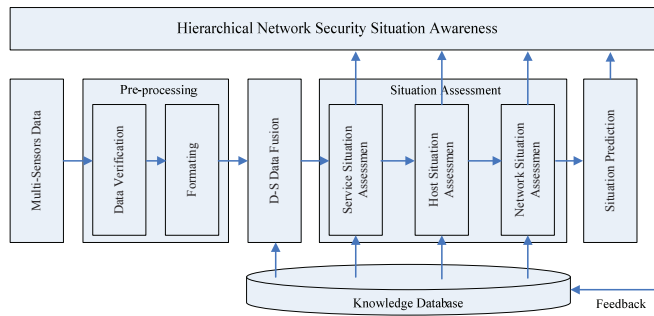 Hierarchical Network Security Situation Awareness
Multi-Sensors Data
Pre-processing
Data Verification
Formating
D-S Data Fusion
Situation Assessment
Service Situation
Assessmen
Host Situation
Assessmen
Network Situation
Assessmen
Situation Prediction
Knowledge Database
Feedback